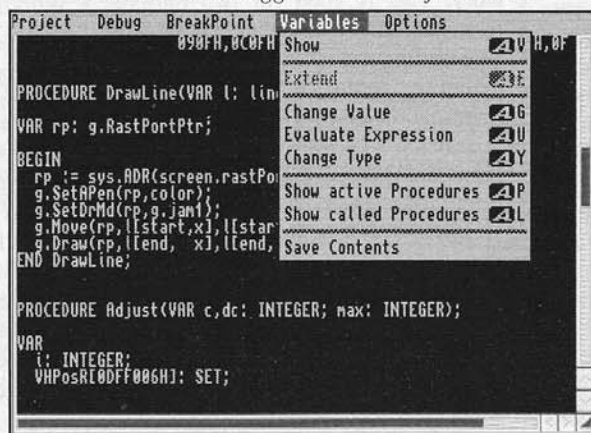 Project Debug BreakPoint Variables Options
090FH,0C0FH
H,0F
PROCEDURE DrawLine(VAR l: lin
VAR rp: g.RastPortPtr;
BEGIN
rp := sys.ADR(screen.rastPo
g.SetAPen(rp,color);
g.SetDrMd(rp,g.jam1);
g.Move(rp,l[start,x],l[star
g.Draw(rp,l[end, x],l[end,
END DrawLine;
Show A V
Extend A E
Change Value A G
Evaluate Expression A U
Change Type A Y
Show active Procedures A P
Show called Procedures A L
Save Contents
PROCEDURE Adjust(VAR c,dc: INTEGER; max: INTEGER);
VAR
i: INTEGER;
VHPosR[0DFF006H]: SET;